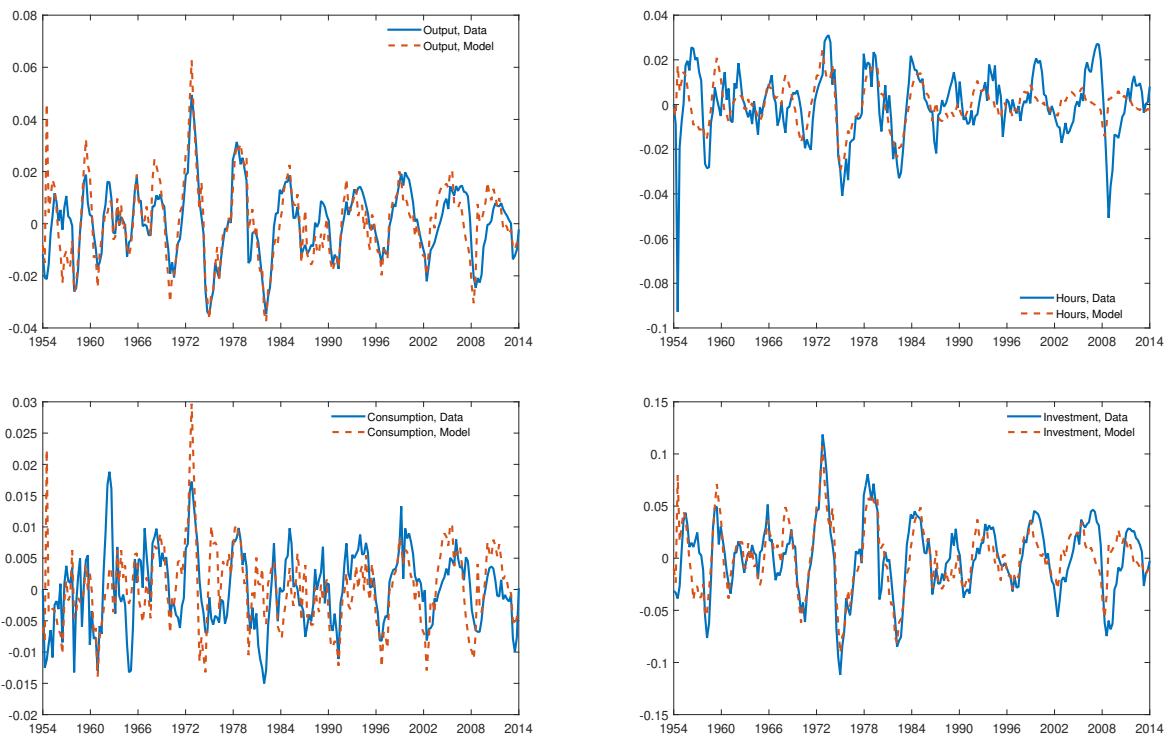 0.08
0.06
0.04
0.02
0
-0.02
-0.04
1954 1960 1966 1972 1978 1984 1990 1996 2002 2008 2014
Output, Data
Output, Model
0.04
0.02
0
-0.02
-0.04
-0.06
-0.08
-0.1
1954 1960 1966 1972 1978 1984 1990 1996 2002 2008 2014
Hours, Data
Hours, Model
0.03
0.025
0.02
0.015
0.01
0.005
0
-0.005
-0.01
-0.015
-0.02
1954 1960 1966 1972 1978 1984 1990 1996 2002 2008 2014
Consumption, Data
Consumption, Model
0.15
0.1
0.05
0
-0.05
-0.1
-0.15
1954 1960 1966 1972 1978 1984 1990 1996 2002 2008 2014
Investment, Data
Investment, Model